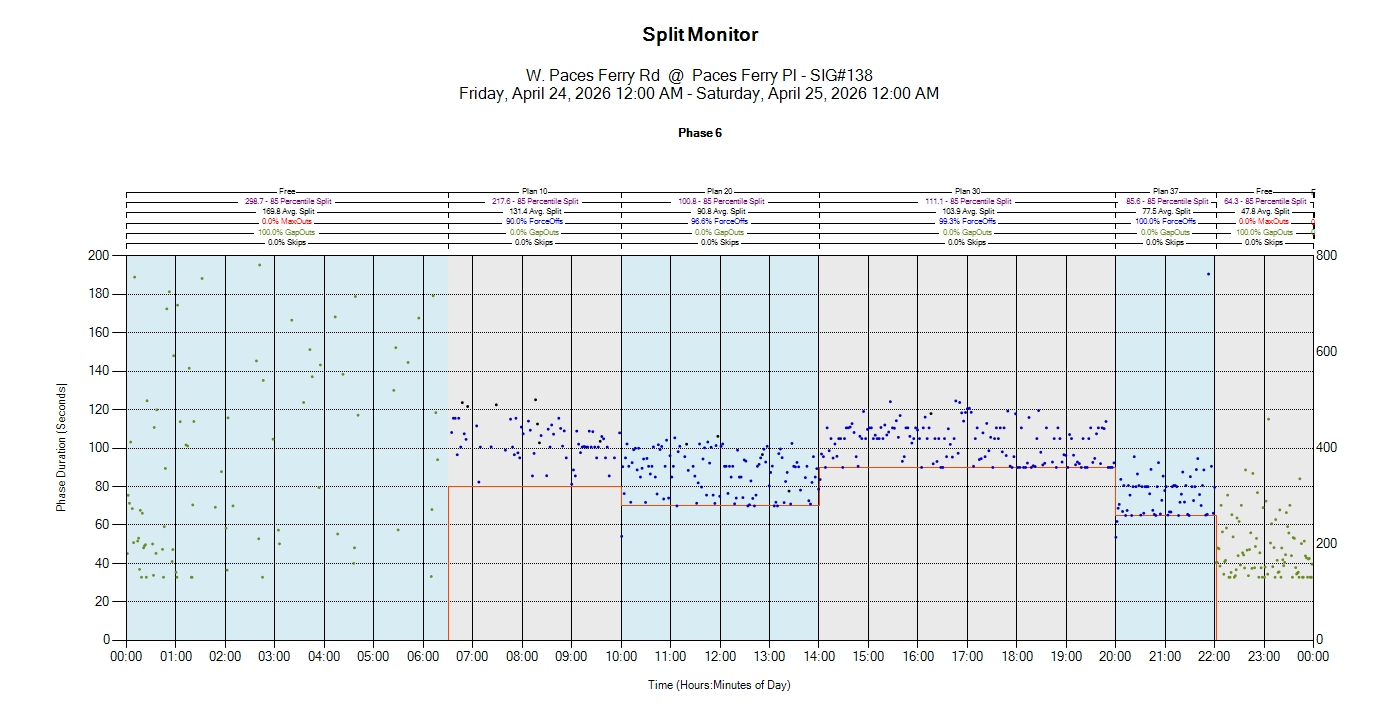 Split Monitor
W. Paces Ferry Rd @ Paces Ferry Pl - SIG#138
Friday, April 24, 2026 12:00 AM - Saturday, April 25, 2026 12:00 AM
Phase 6
Free Plan 10 Plan 20 Plan 30 Plan 37 Free F
298.7 - 85 Percentile Split 217.6 - 85 Percentile Split 100.8 - 85 Percentile Split 111.1 - 85 Percentile Split 85.6 - 85 Percentile Split 64.3 - 85 Percentile Split
169.8 Avg. Split 131.4 Avg. Split 90.8 Avg. Split 103.9 Avg. Split 77.5 Avg. Split 47.8 Avg. Split
0.0% MaxOuts 90.0% ForceOffs 96.6% ForceOffs 99.3% ForceOffs 100.0% ForceOffs 0.0% MaxOuts
100.0% GapOuts 0.0% GapOuts 0.0% GapOuts 0.0% GapOuts 0.0% GapOuts 100.0% GapOuts
0.0% Skips 0.0% Skips 0.0% Skips 0.0% Skips 0.0% Skips 0.0% Skips
200 800
180
160
600
140
120
100 400
80
60
200
40
20
0 0
Phase Duration [Seconds]
00:00 01:00 02:00 03:00 04:00 05:00 06:00 07:00 08:00 09:00 10:00 11:00 12:00 13:00 14:00 15:00 16:00 17:00 18:00 19:00 20:00 21:00 22:00 23:00 00:00
Time (Hours:Minutes of Day)